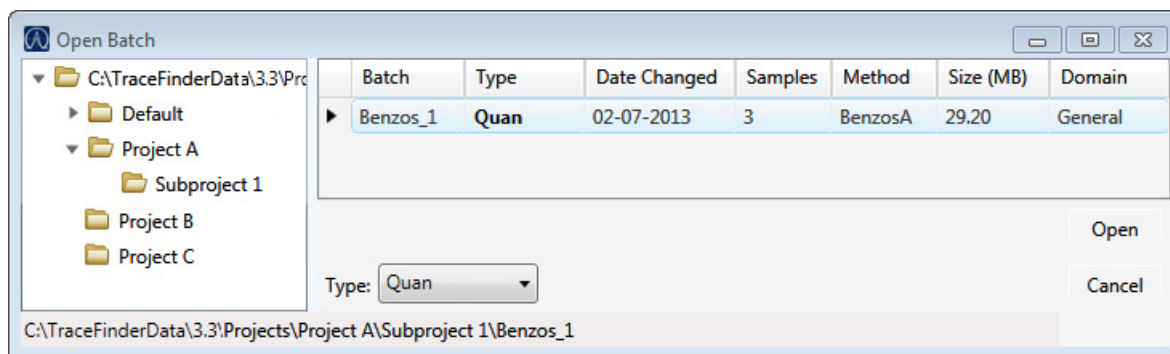 Open Batch
C:\TraceFinderData\3.3\Pro
Default
Project A
Subproject 1
Project B
Project C
Batch Type Date Changed Samples Method Size (MB) Domain
Benzos_1 Quan 02-07-2013 3 BenzosA 29.20 General
Open
Type: Quan
Cancel
C:\TraceFinderData\3.3\Projects\Project A\Subproject 1\Benzos_1